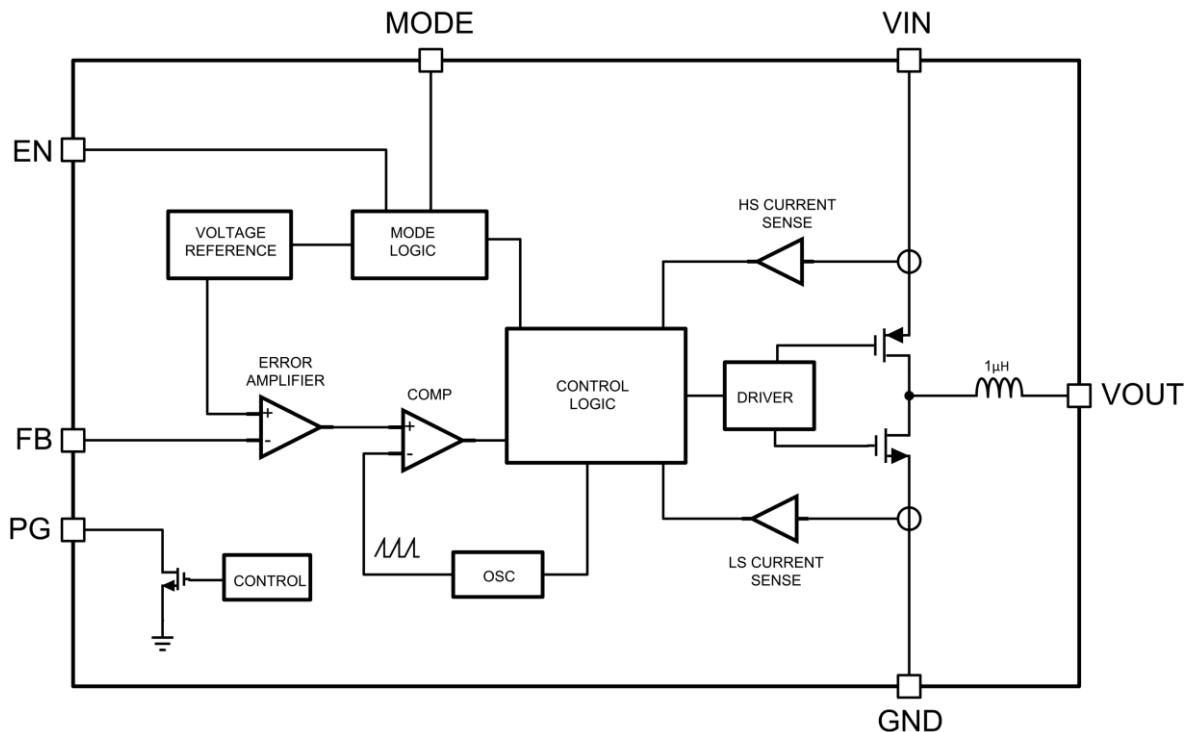 MODE
VIN
EN
HS CURRENT
SENSE
VOLTAGE
REFERENCE
MODE
LOGIC
ERROR
AMPLIFIER
COMP
CONTROL
LOGIC
DRIVER
1µH
VOUT
+
-
+
-
FB
PG
CONTROL
OSC
LS CURRENT
SENSE
GND